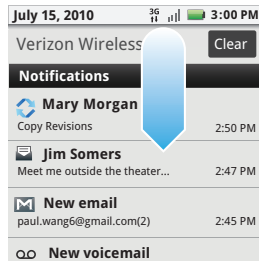 July 15, 2010 3G 3:00 PM
Verizon Wireless Clear
Notifications
Mary Morgan
Copy Revisions 2:50 PM
Jim Somers
Meet me outside the theater... 2:47 PM
New email
paul.wang6@gmail.com(2) 2:45 PM
New voicemail